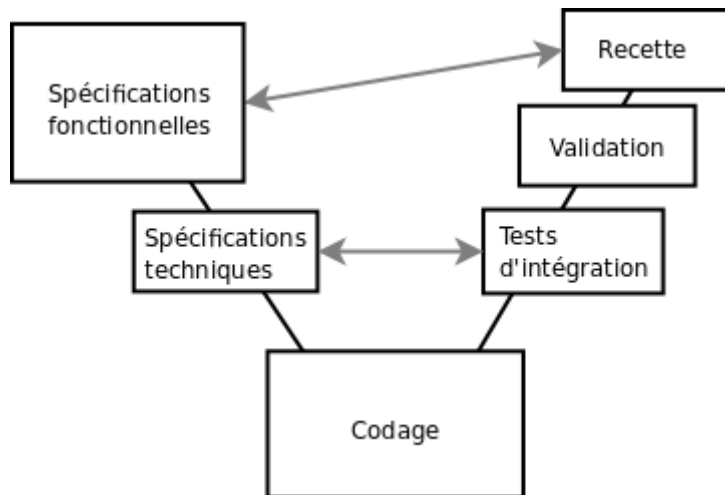 Spécifications
fonctionnelles
Recette
Validation
Spécifications
techniques
Tests
d'intégration
Codage